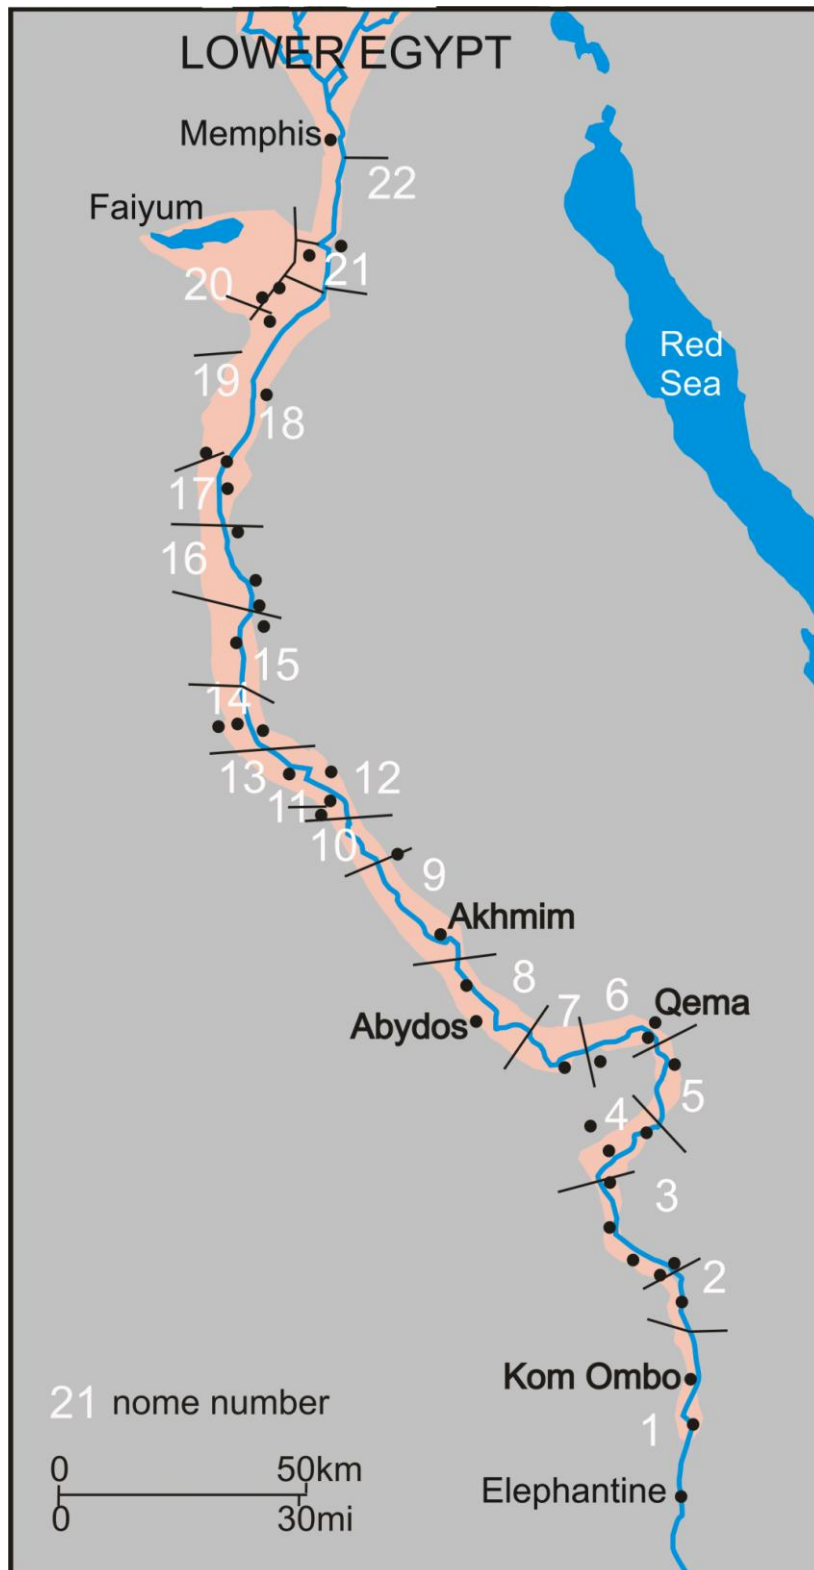 LOWER EGYPT
Memphis
22
Faiyum
21
20
Red
Sea
19
18
17
16
15
14
13
12
11
10
9
Akhmim
8
7
6
Qema
Abydos
5
4
3
2
Kom Ombo
1
21 nome number
0 50km
0 30mi
Elephantine